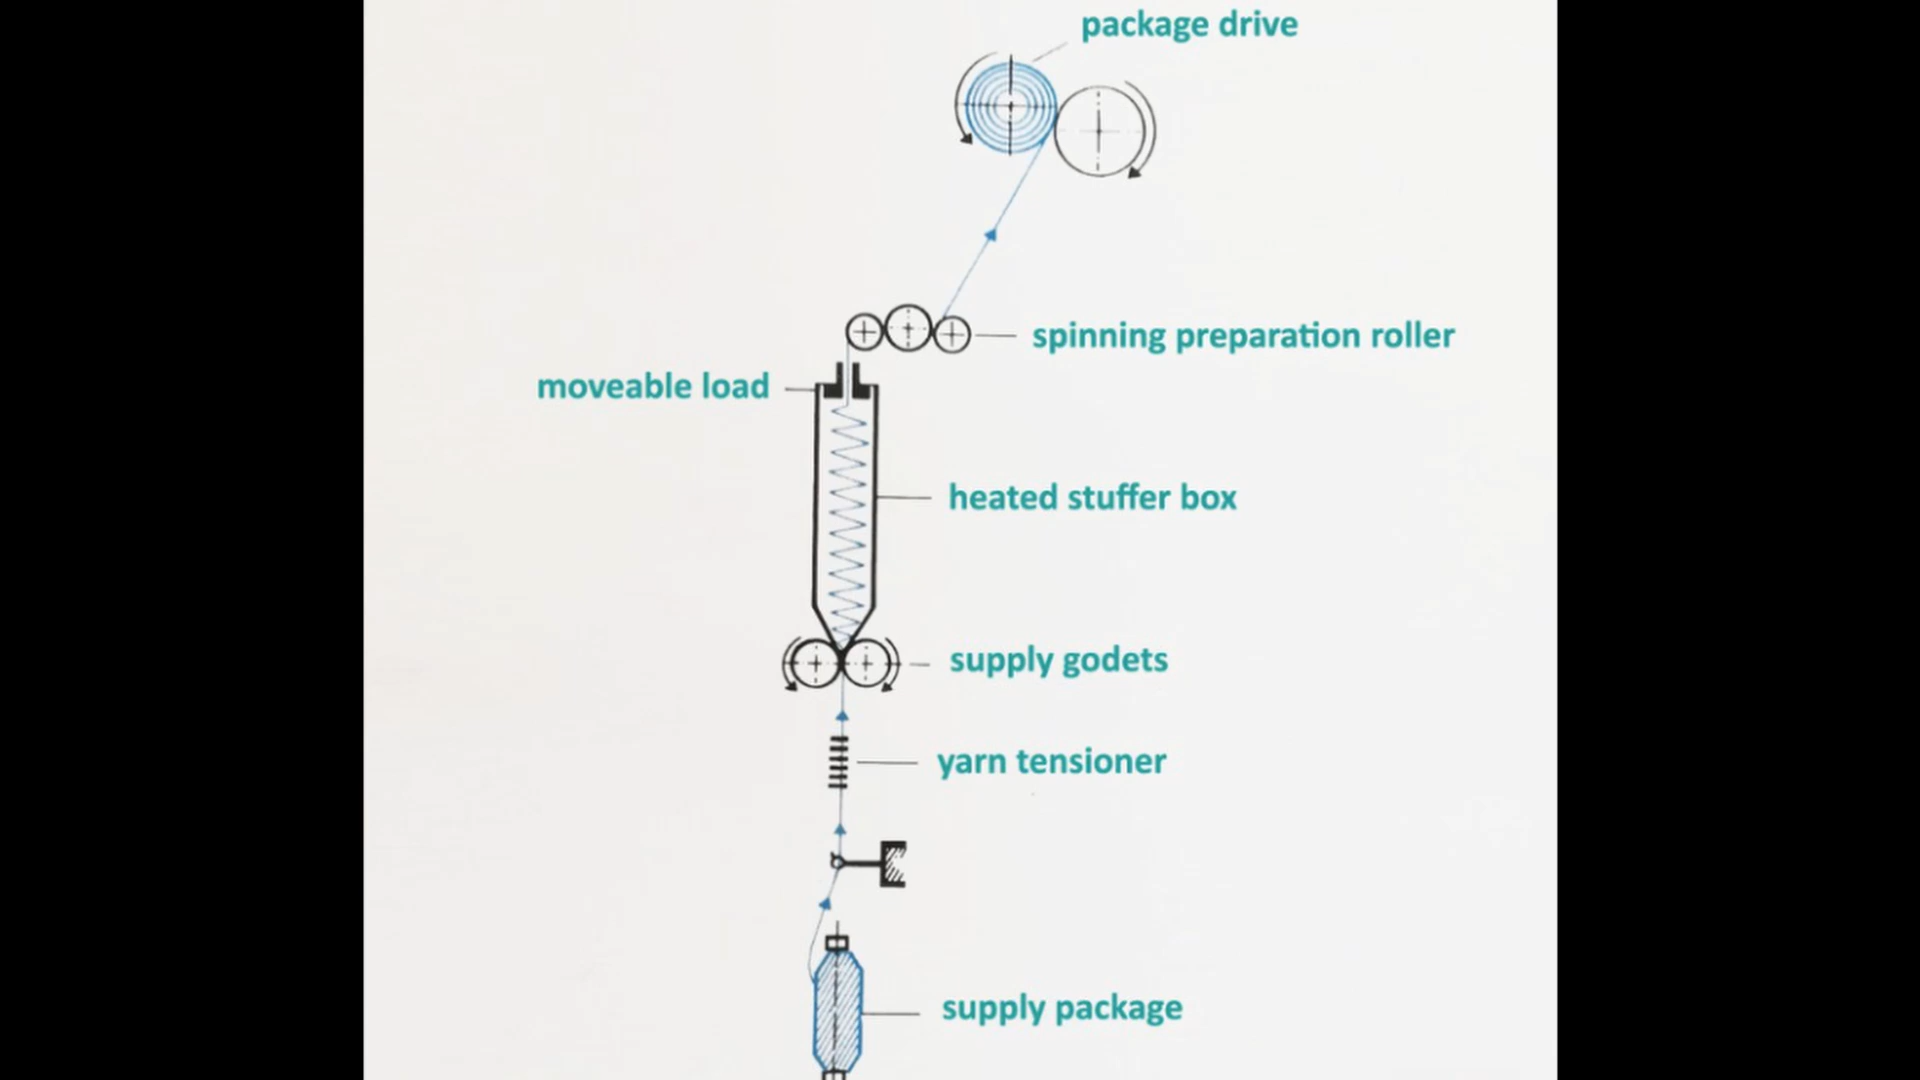 package drive
spinning preparation roller
moveable load
heated stuffer box
supply godets
yarn tensioner
supply package